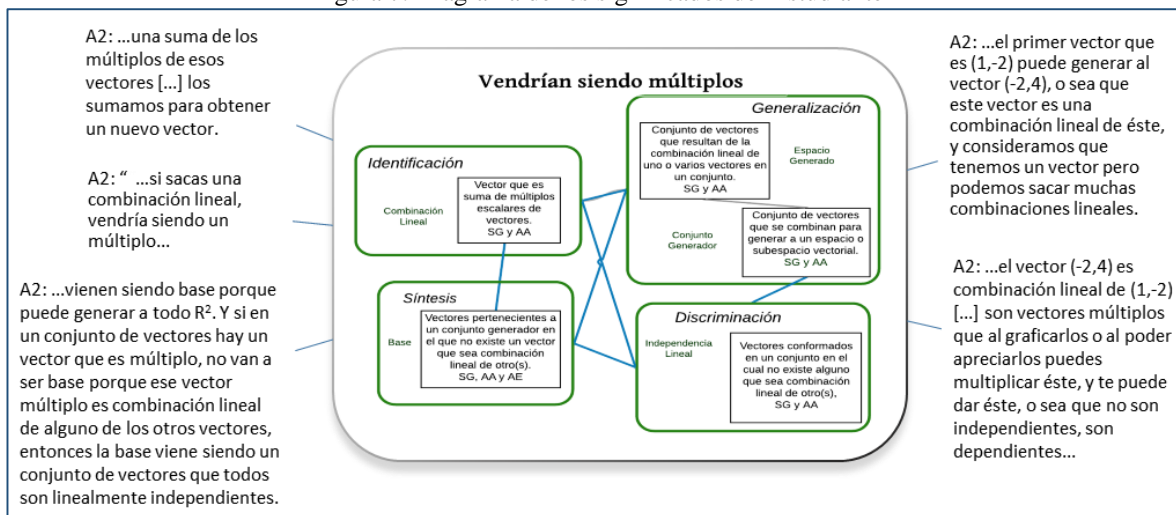 A2: ...una suma de los
múltiplos de esos
vectores [...] los
sumamos para obtener
un nuevo vector.
A2: “ ...si sacas una
combinación lineal,
vendría siendo un
múltiplo...
A2: ...vienen siendo base porque
puede generar a todo R². Y si en
un conjunto de vectores hay un
vector que es múltiplo, no van a
ser base porque ese vector
múltiplo es combinación lineal
de alguno de los otros vectores,
entonces la base viene siendo un
conjunto de vectores que todos
son linealmente independientes.
Vendrían siendo múltiplos
Identificación
Combinación
Lineal
Vector que es
suma de múltiplos
escalares de
vectores.
SG y AA
Generalización
Conjunto de vectores
que resultan de la
combinación lineal de
uno o varios vectores en
un conjunto.
SG y AA
Espacio
Generado
Conjunto
Generador
Conjunto de vectores
que se combinan para
generar a un espacio o
subespacio vectorial.
SG y AA
Síntesis
Base
Vectores pertenecientes a
un conjunto generador en
el que no existe un vector
que sea combinación
lineal de otro(s).
SG, AA y AE
Discriminación
Independencia
Lineal
Vectores conformados
en un conjunto en el
cual no existe alguno
que sea combinación
lineal de otro(s),
SG y AA
A2: ...el primer vector que
es (1,-2) puede generar al
vector (-2,4), o sea que
este vector es una
combinación lineal de éste,
y consideramos que
tenemos un vector pero
podemos sacar muchas
combinaciones lineales.
A2: ...el vector (-2,4) es
combinación lineal de (1,-2)
[...] son vectores múltiplos
que al graficarlos o al poder
apreciarlos puedes
multiplicar éste, y te puede
dar éste, o sea que no son
independientes, son
dependientes...